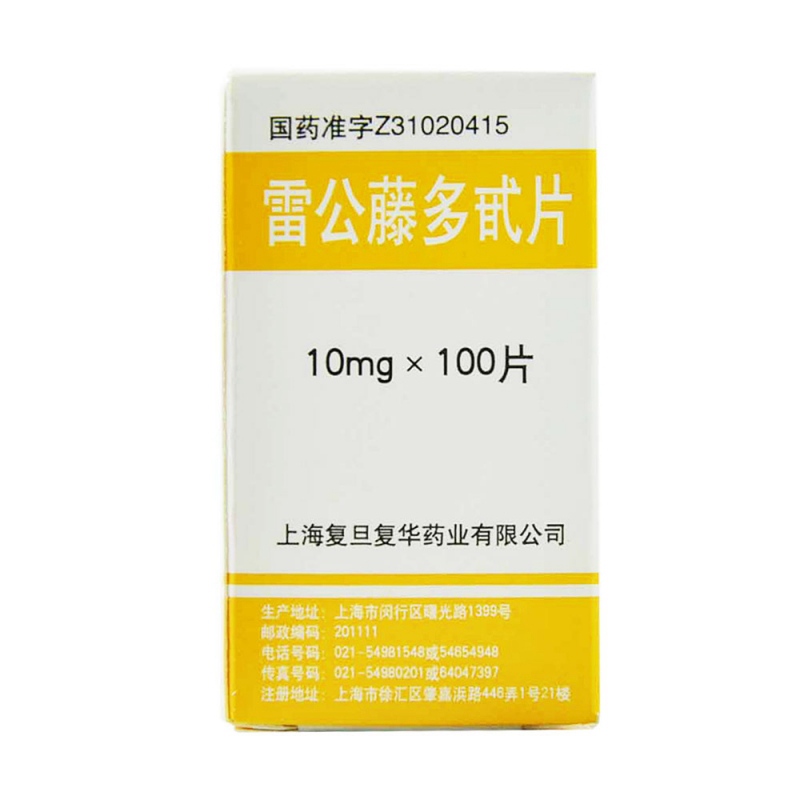 国药准字Z31020415
雷公藤多甙片
10mg × 100片
上海复旦复华药业有限公司
生产地址：上海市闵行区曙光路1399号
邮政编码：201111
电话号码：021-54981548或54654948
传真号码：021-54980201或64047397
注册地址：上海市徐汇区肇嘉浜路446弄1号21楼